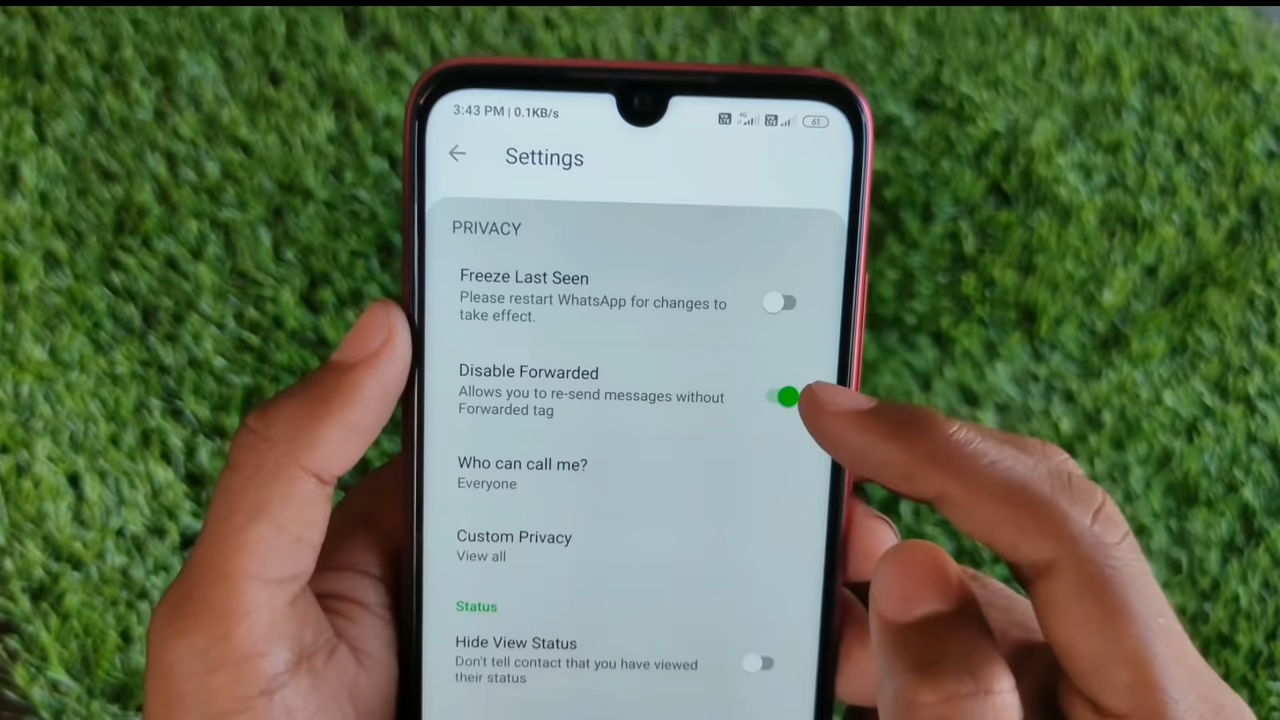 3:43 PM | 0.1KB/s
4G
61
Settings
PRIVACY
Freeze Last Seen
Please restart WhatsApp for changes to
take effect.
Disable Forwarded
Allows you to re-send messages without
Forwarded tag
Who can call me?
Everyone
Custom Privacy
View all
Status
Hide View Status
Don't tell contact that you have viewed
their status